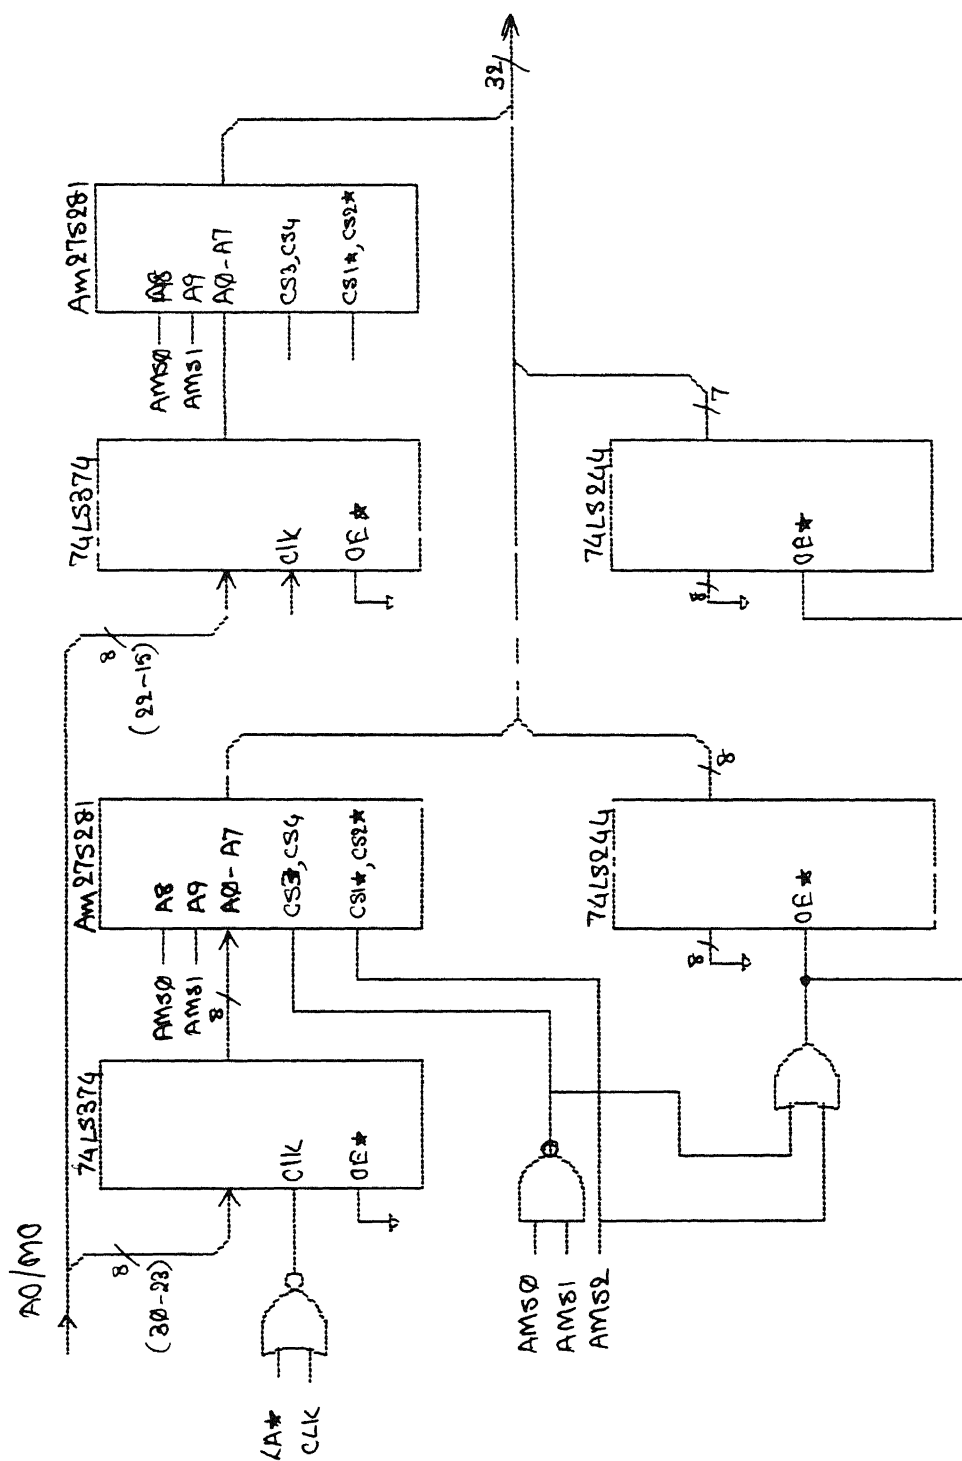 AO/MO
74LS374
Am27S281
74LS374
Am27S281
8
8
(30-23)
AMS0
A8
(22-15)
AMS0
A8
AMS1
A9
AMS1
A9
8
A0-A7
A0-A7
LA*
CLK
Clk
CS3,CS4
Clk
CS3,CS4
OE*
CS1*, CS2*
OE*
CS1*, CS2*
32
AMS0
AMS1
AMS2
74LS244
74LS244
8
8
8
7
OE*
OE*